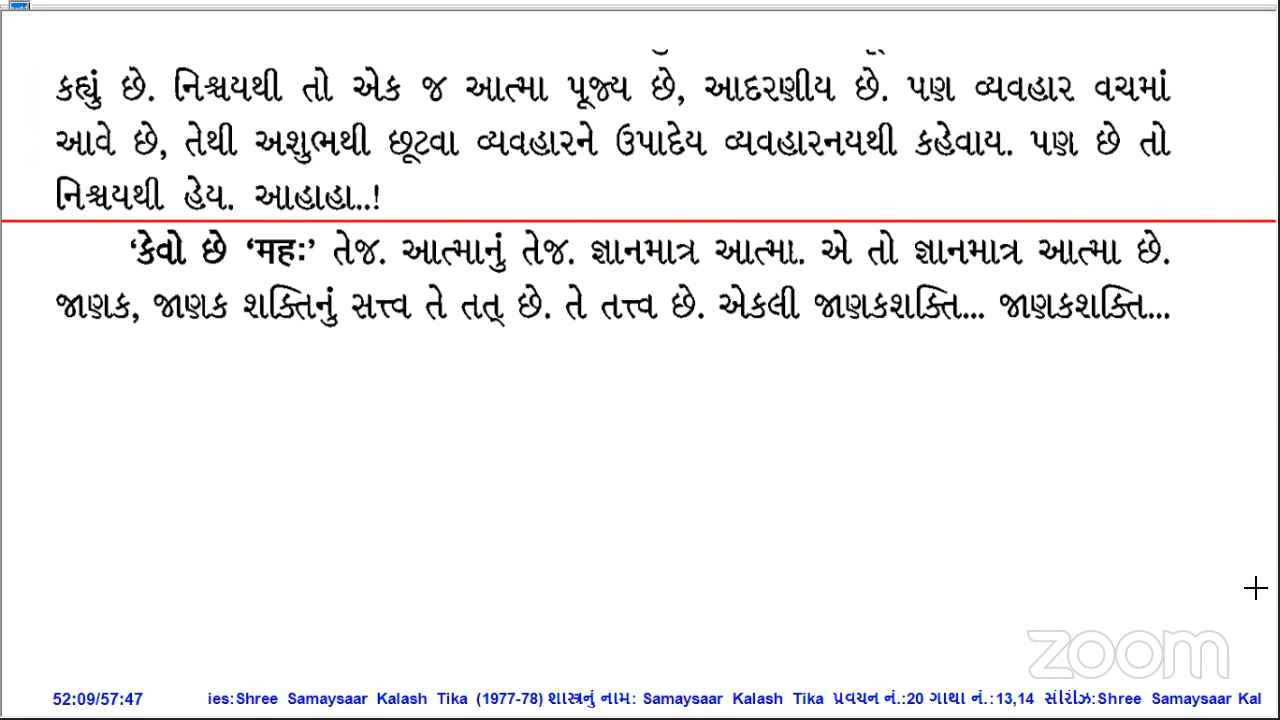 કહ્યું છે. નિશ્ચયથી તો એક જ આત્મા પૂજ્ય છે, આદરણીય છે. પણ વ્યવહાર વચમાં
આવે છે, તેથી અશુભથી છૂટવા વ્યવહારને ઉપાદેય વ્યવહારનયથી કહેવાય. પણ છે તો
નિશ્ચયથી હેય. આહાહા..!
‘કેવો છે ‘महः’ તેજ. આત્માનું તેજ. જ્ઞાનમાત્ર આત્મા. એ તો જ્ઞાનમાત્ર આત્મા છે.
જાણક, જાણક શક્તિનું સત્ત્વ તે તત્ છે. તે તત્ત્વ છે. એકલી જાણકશક્તિ... જાણકશક્તિ...
zoom
52:09/57:47 ies:Shree Samaysaar Kalash Tika (1977-78) શાસ્ત્રનું નામ: Samaysaar Kalash Tika પ્રવચન નં.:20 ગાથા નં.:13,14 સીરીઝ:Shree Samaysaar Kal